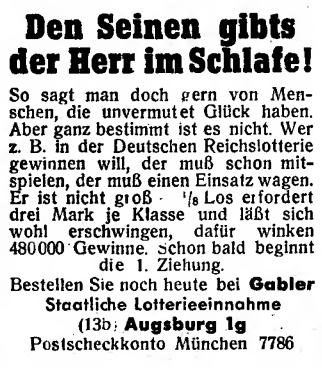 Den Seinen gibts
der Herr im Schlafe!
So sagt man doch gern von Men-
schen, die unvermutet Glück haben.
Aber ganz bestimmt ist es nicht. Wer
z. B. in der Deutschen Reichslotterie
gewinnen will, der muß schon mit-
spielen, der muß einen Einsatz wagen.
Er ist nicht groß - ⅛ Los erfordert
drei Mark je Klasse und läßt sich
wohl erschwingen, dafür winken
480000 Gewinne. Schon bald beginnt
die 1. Ziehung.
Bestellen Sie noch heute bei Gabler
Staatliche Lotterieeinnahme
(13b) Augsburg 1g
Postscheckkonto München 7786